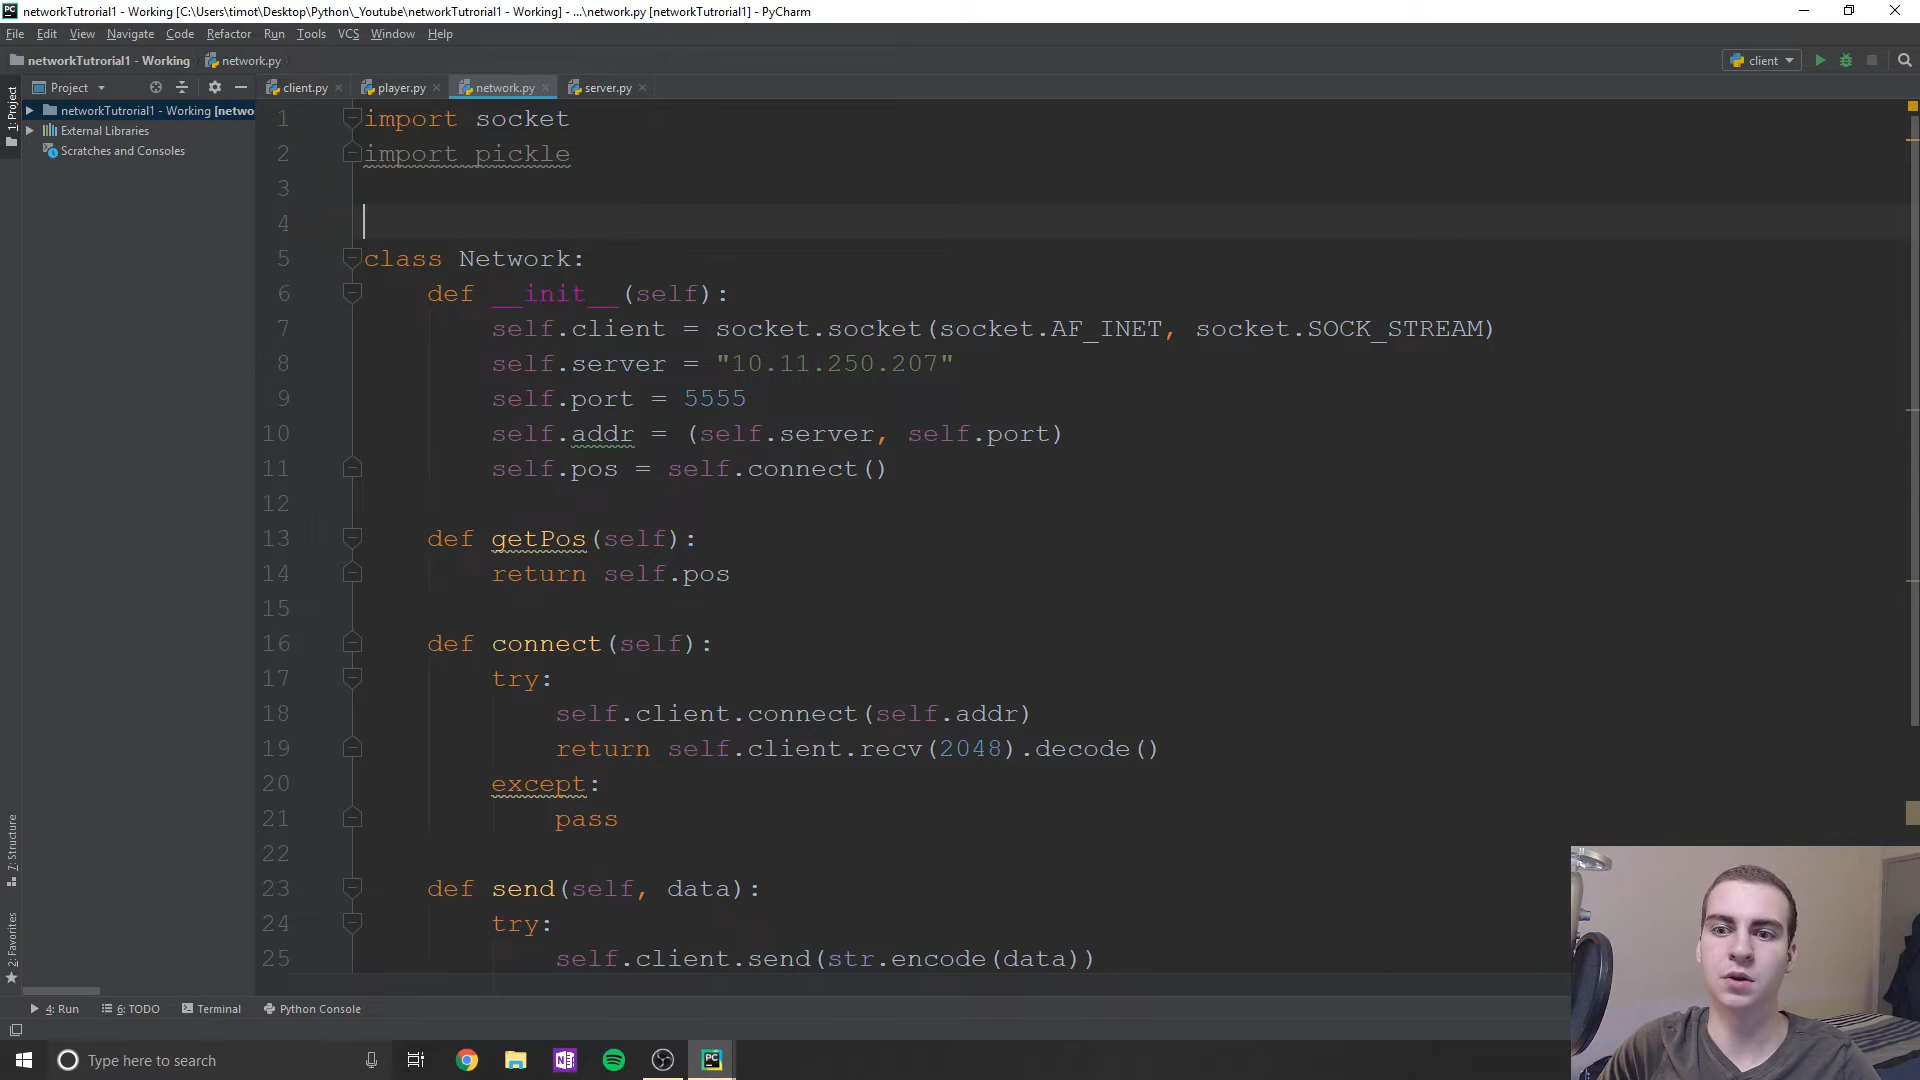 networkTutrorial1 - Working [C:\Users\timot\Desktop\Python\_Youtube\networkTutrorial1 - Working] - ...\network.py [networkTutorial1] - PyCharm
File Edit View Navigate Code Refactor Run Tools VCS Window Help
networkTutrorial1 - Working network.py client
Project client.py player.py network.py server.py
1: Project
networkTutrorial1 - Working [netwo
External Libraries
Scratches and Consoles
1 import socket
2 import pickle
3
4
5 class Network:
6 def __init__(self):
7 self.client = socket.socket(socket.AF_INET, socket.SOCK_STREAM)
8 self.server = "10.11.250.207"
9 self.port = 5555
10 self.addr = (self.server, self.port)
11 self.pos = self.connect()
12
13 def getPos(self):
14 return self.pos
15
16 def connect(self):
17 try:
18 self.client.connect(self.addr)
19 return self.client.recv(2048).decode()
20 except:
21 pass
22
23 def send(self, data):
24 try:
25 self.client.send(str.encode(data))
7: Structure
2: Favorites
4: Run 6: TODO Terminal Python Console
Type here to search